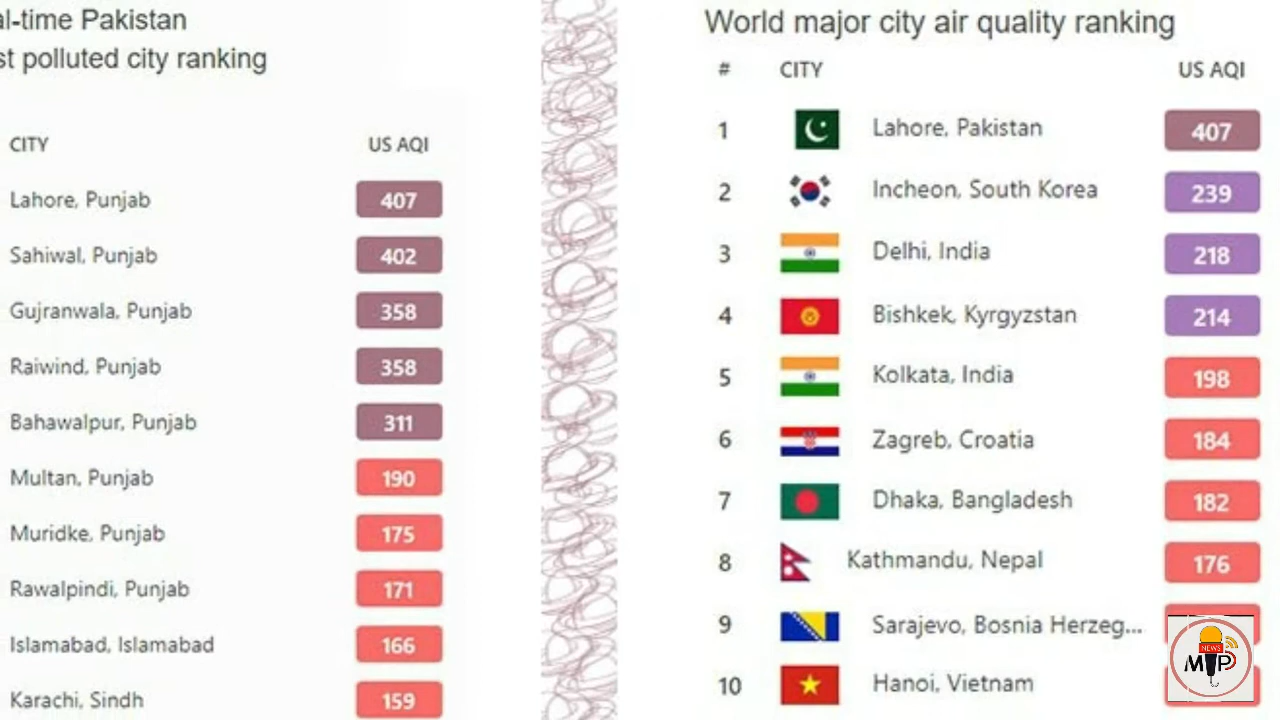 al-time Pakistan
st polluted city ranking
CITY US AQI
Lahore, Punjab 407
Sahiwal, Punjab 402
Gujranwala, Punjab 358
Raiwind, Punjab 358
Bahawalpur, Punjab 311
Multan, Punjab 190
Muridke, Punjab 175
Rawalpindi, Punjab 171
Islamabad, Islamabad 166
Karachi, Sindh 159
World major city air quality ranking
# CITY US AQI
1 Lahore, Pakistan 407
2 Incheon, South Korea 239
3 Delhi, India 218
4 Bishkek, Kyrgyzstan 214
5 Kolkata, India 198
6 Zagreb, Croatia 184
7 Dhaka, Bangladesh 182
8 Kathmandu, Nepal 176
9 Sarajevo, Bosnia Herzeg...
10 Hanoi, Vietnam
NEWS
MTP